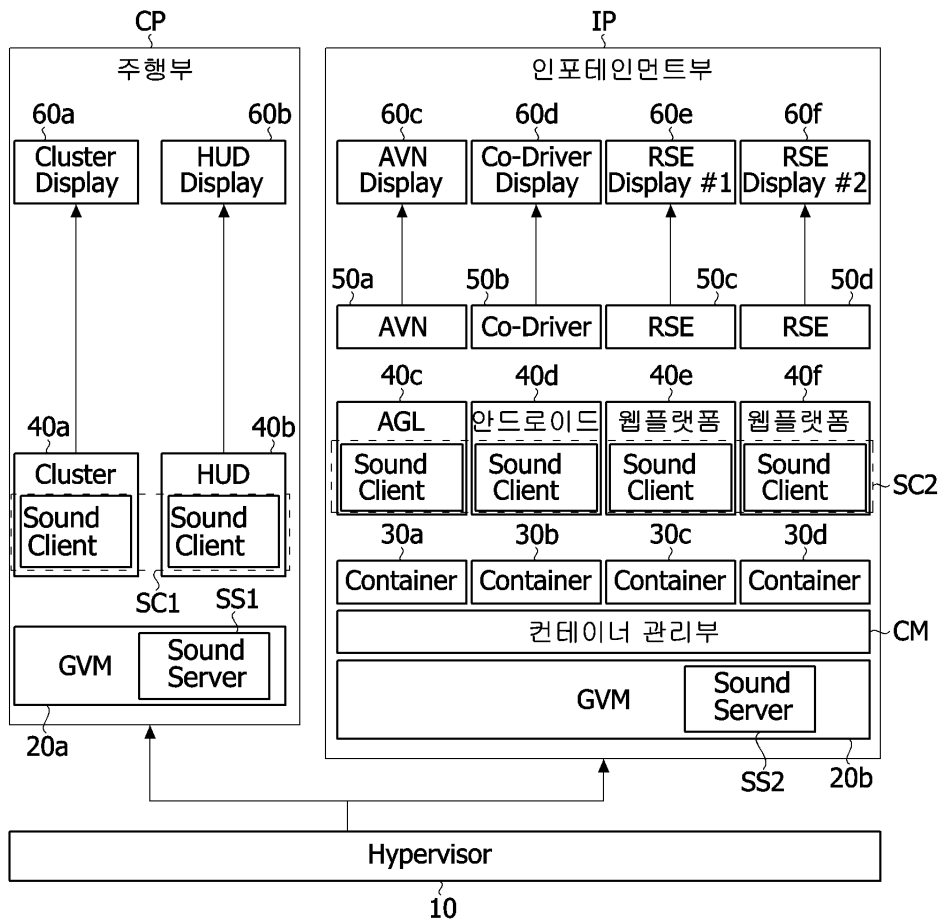 CP
IP
주행부
인포테인먼트부
60a
60b
60c
60d
60e
60f
Cluster
Display
HUD
Display
AVN
Display
Co-Driver
Display
RSE
Display #1
RSE
Display #2
50a
50b
50c
50d
AVN
Co-Driver
RSE
RSE
40c
40d
40e
40f
AGL
안드로이드
웹플랫폼
웹플랫폼
Sound
Client
Sound
Client
Sound
Client
Sound
Client
SC2
40a
40b
Cluster
HUD
Sound
Client
Sound
Client
SC1
SS1
30a
30b
30c
30d
Container
Container
Container
Container
컨테이너 관리부
CM
GVM
Sound
Server
20a
GVM
Sound
Server
SS2
20b
Hypervisor
10